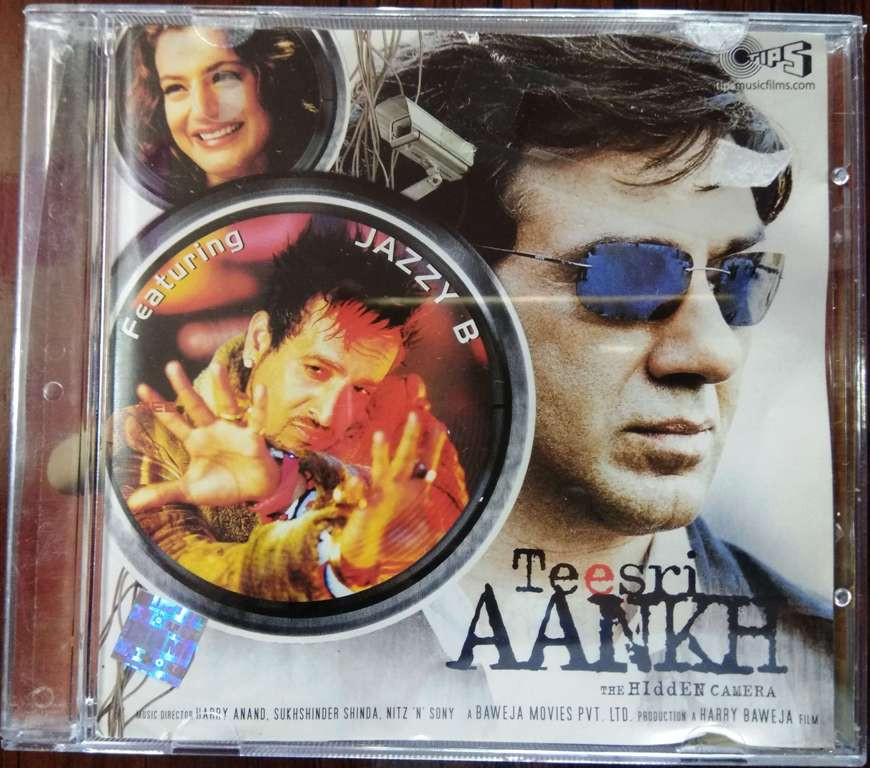 TIPS
tipsmusicfilms.com
Featuring JAZZY B
Teesri
AANKH
THE HIddEN CAMERA
MUSIC DIRECTOR HARRY ANAND, SUKHSHINDER SHINDA, NITZ 'N' SONY A BAWEJA MOVIES PVT. LTD. PRODUCTION A HARRY BAWEJA FILM